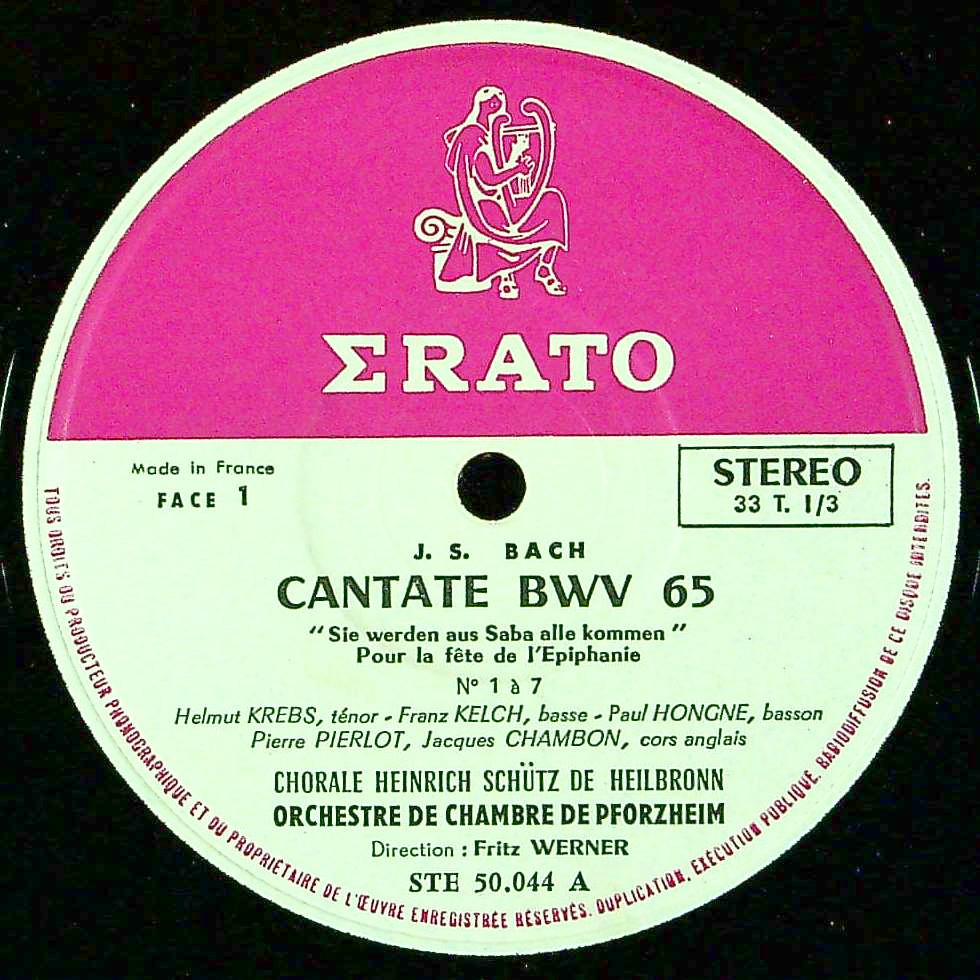 ΣRATO
Made in France
FACE 1
STEREO
33 T. 1/3
J. S. BACH
CANTATE BWV 65
"Sie werden aus Saba alle kommen"
Pour la fête de l'Epiphanie
N° 1 à 7
Helmut KREBS, ténor - Franz KELCH, basse - Paul HONGNE, basson
Pierre PIERLOT, Jacques CHAMBON, cors anglais
CHORALE HEINRICH SCHÜTZ DE HEILBRONN
ORCHESTRE DE CHAMBRE DE PFORZHEIM
Direction : Fritz WERNER
STE 50.044 A
TOUS DROITS DU PRODUCTEUR PHONOGRAPHIQUE ET DU PROPRIÉTAIRE DE L'ŒUVRE ENREGISTRÉE RÉSERVÉS. DUPLICATION, EXÉCUTION PUBLIQUE, RADIODIFFUSION DE CE DISQUE INTERDITES.